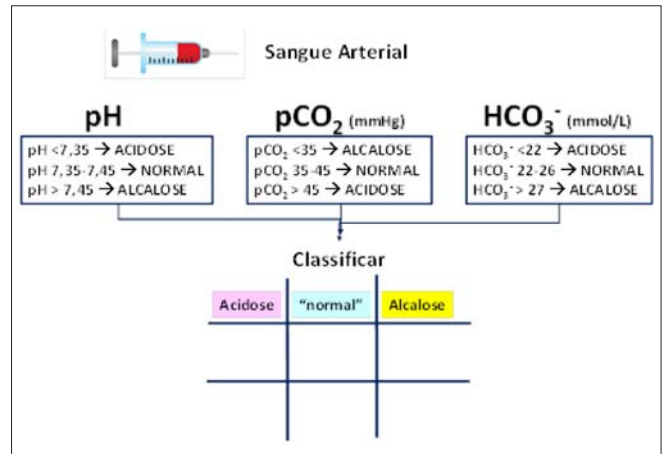 Sangue Arterial
pH
pH <7,35 → ACIDOSE
pH 7,35-7,45 → NORMAL
pH > 7,45 → ALCALOSE
pCO₂ (mmHg)
pCO₂ <35 → ALCALOSE
pCO₂ 35-45 → NORMAL
pCO₂ > 45 → ACIDOSE
HCO₃⁻ (mmol/L)
HCO₃⁻ <22 → ACIDOSE
HCO₃⁻ 22-26 → NORMAL
HCO₃⁻ > 27 → ALCALOSE
Classificar
Acidose "normal" Alcalose